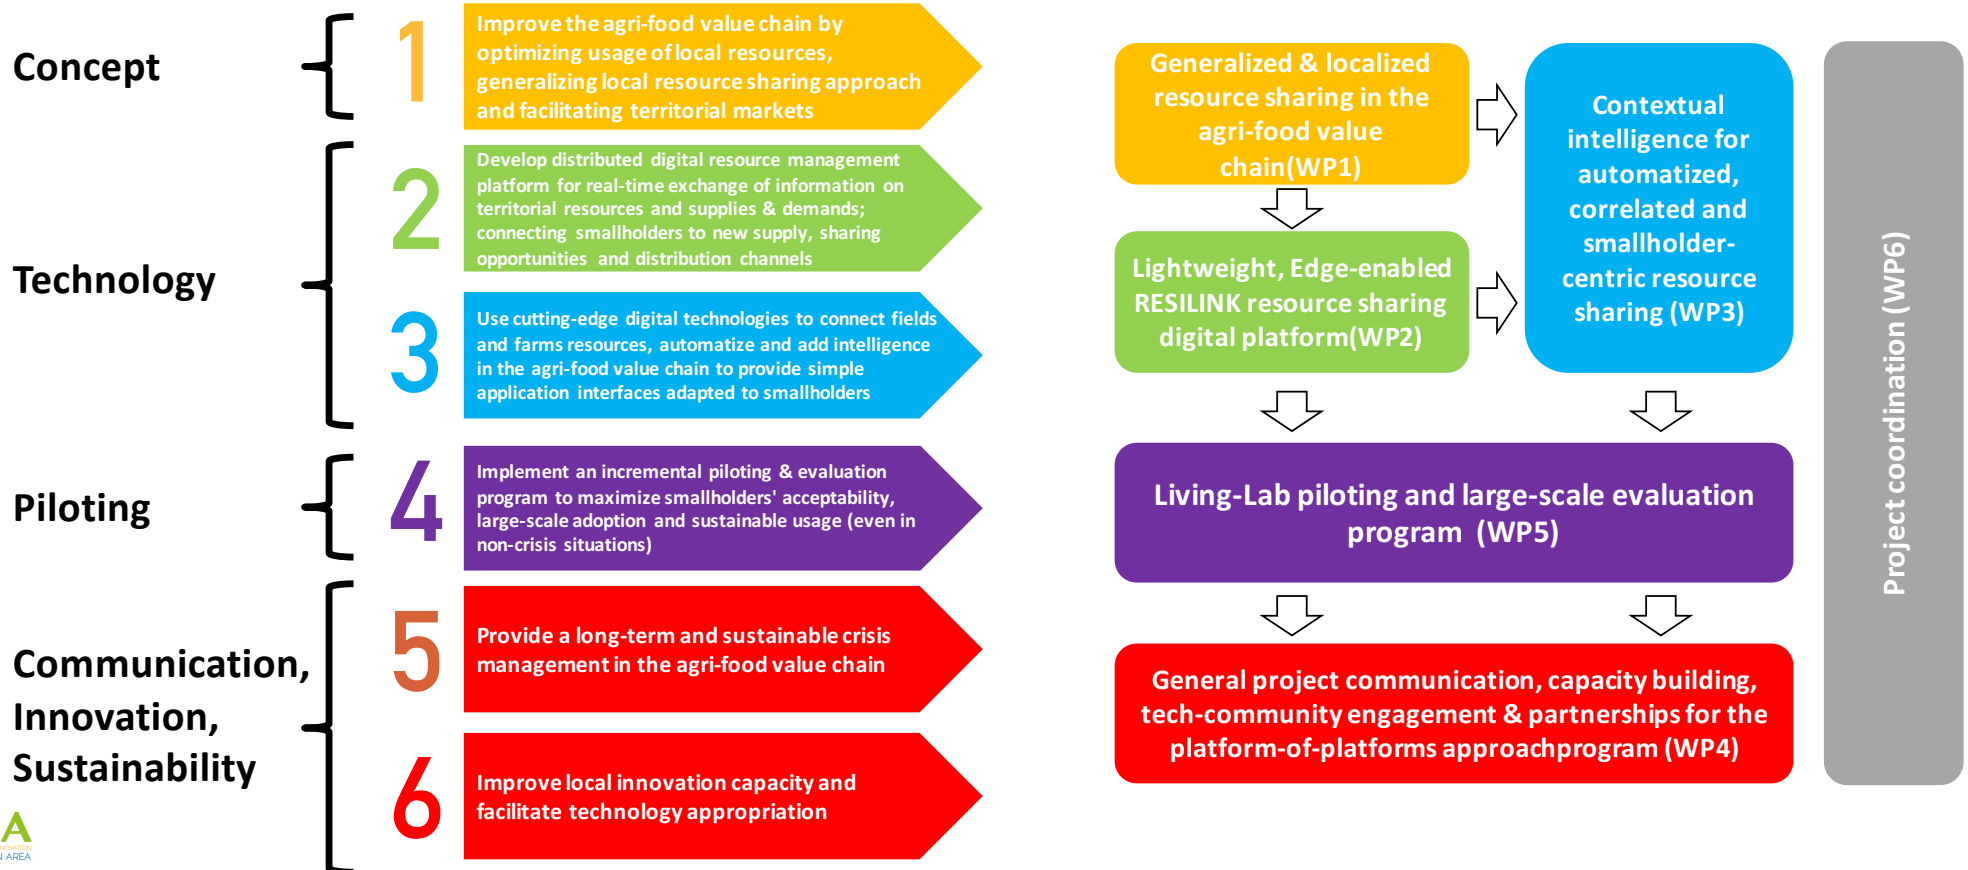 Concept
1
Improve the agri-food value chain by
optimizing usage of local resources,
generalizing local resource sharing approach
and facilitating territorial markets
Technology
2
Develop distributed digital resource management
platform for real-time exchange of information on
territorial resources and supplies & demands;
connecting smallholders to new supply, sharing
opportunities and distribution channels
3
Use cutting-edge digital technologies to connect fields
and farms resources, automatize and add intelligence
in the agri-food value chain to provide simple
application interfaces adapted to smallholders
Piloting
4
Implement an incremental piloting & evaluation
program to maximize smallholders' acceptability,
large-scale adoption and sustainable usage (even in
non-crisis situations)
Communication,
Innovation,
Sustainability
5
Provide a long-term and sustainable crisis
management in the agri-food value chain
6
Improve local innovation capacity and
facilitate technology appropriation
Generalized & localized
resource sharing in the
agri-food value
chain(WP1)
Lightweight, Edge-enabled
RESILINK resource sharing
digital platform(WP2)
Contextual
intelligence for
automatized,
correlated and
smallholder-
centric resource
sharing (WP3)
Living-Lab piloting and large-scale evaluation
program (WP5)
General project communication, capacity building,
tech-community engagement & partnerships for the
platform-of-platforms approachprogram (WP4)
Project coordination (WP6)
A
NOVATION
N AREA